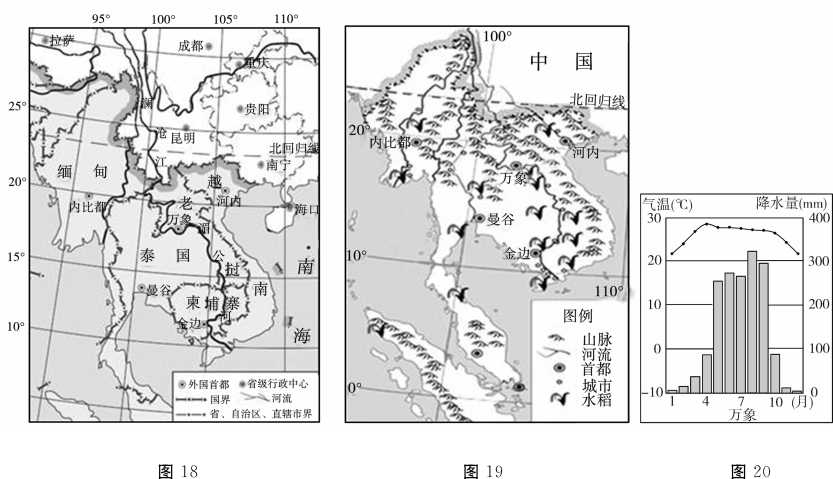 95° 100° 105° 110°
拉萨
成都
重庆
25°
澜
贵阳
沧
昆明
江
北回归线
南宁
缅 甸
20°
越
老
河内
内比都
万象
湄
海口
15°
泰 国
公
挝
南
曼谷
南
柬 埔 寨
10°
金边
河
海
外国首都 省级行政中心
国界 河流
省、自治区、直辖市界
图 18
100°
中 国
北回归线
20°
内比都
河内
万象
曼谷
10°
金边
110°
0°
图例
山脉
河流
首都
城市
水稻
图 19
气温(℃) 降水量(mm)
30 400
20 300
10 200
0 100
-10 0
1 4 7 10 (月)
万象
图 20